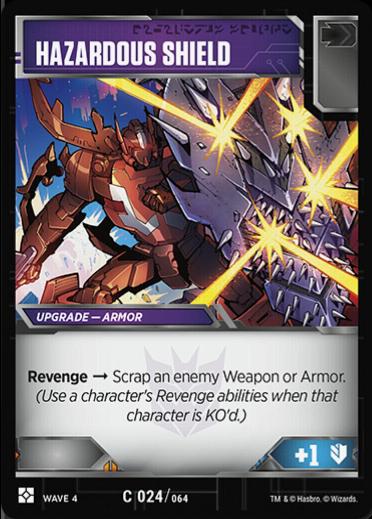 HAZARDOUS SHIELD
UPGRADE — ARMOR
Revenge → Scrap an enemy Weapon or Armor.
(Use a character's Revenge abilities when that
character is KO'd.)
+1
WAVE 4 C 024/064 TM & © Hasbro. © Wizards.